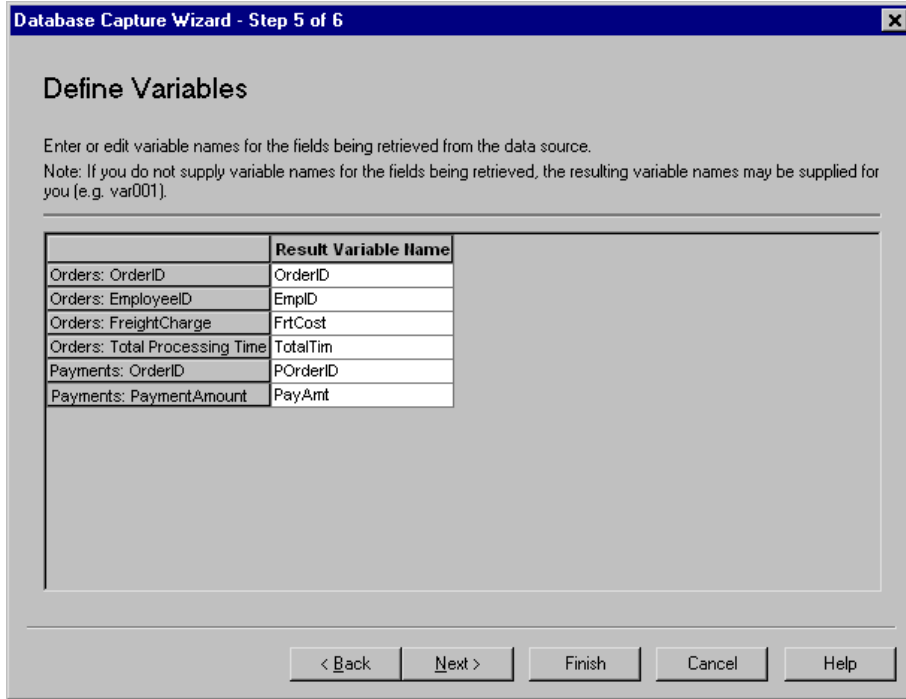 Database Capture Wizard - Step 5 of 6
Define Variables
Enter or edit variable names for the fields being retrieved from the data source.
Note: If you do not supply variable names for the fields being retrieved, the resulting variable names may be supplied for
you (e.g. var001).
Result Variable Name
Orders: OrderID OrderID
Orders: EmployeeID EmpID
Orders: FreightCharge FrtCost
Orders: Total Processing Time TotalTim
Payments: OrderID POrderID
Payments: PaymentAmount PayAmt
< Back Next > Finish Cancel Help